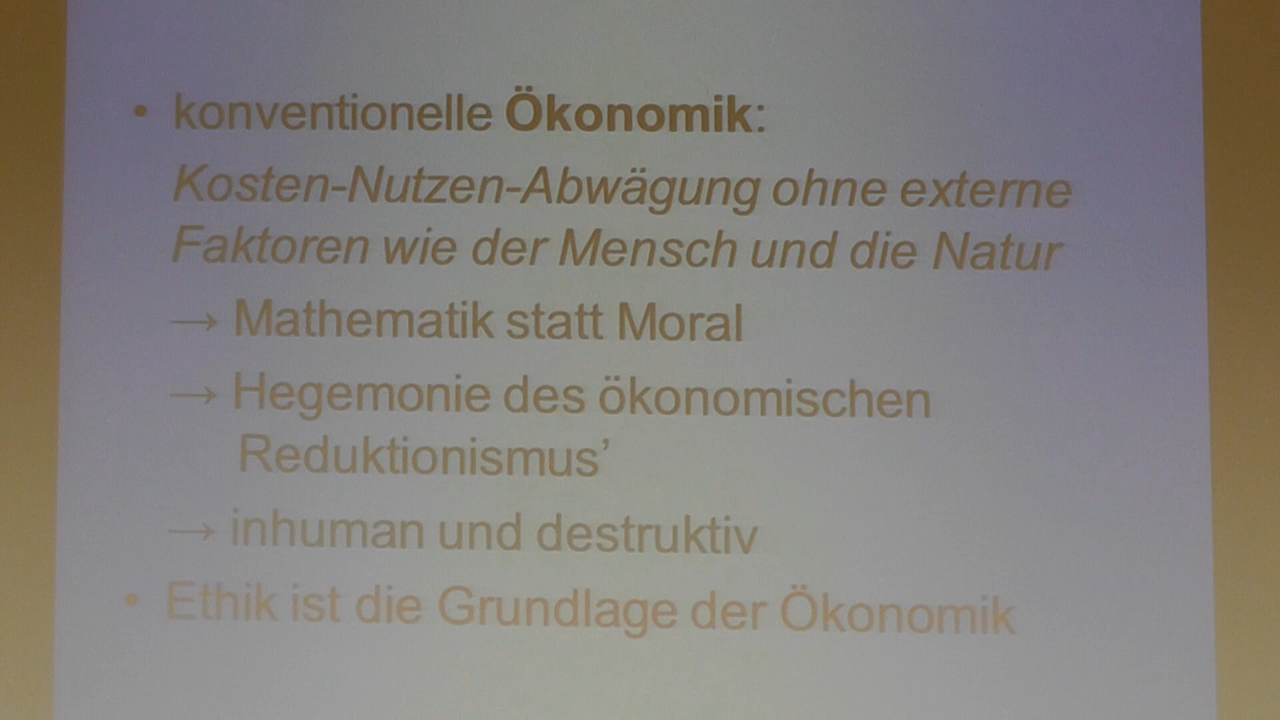 • konventionelle Ökonomik:
Kosten-Nutzen-Abwägung ohne externe
Faktoren wie der Mensch und die Natur
→ Mathematik statt Moral
→ Hegemonie des ökonomischen
Reduktionismus’
→ inhuman und destruktiv
• Ethik ist die Grundlage der Ökonomik